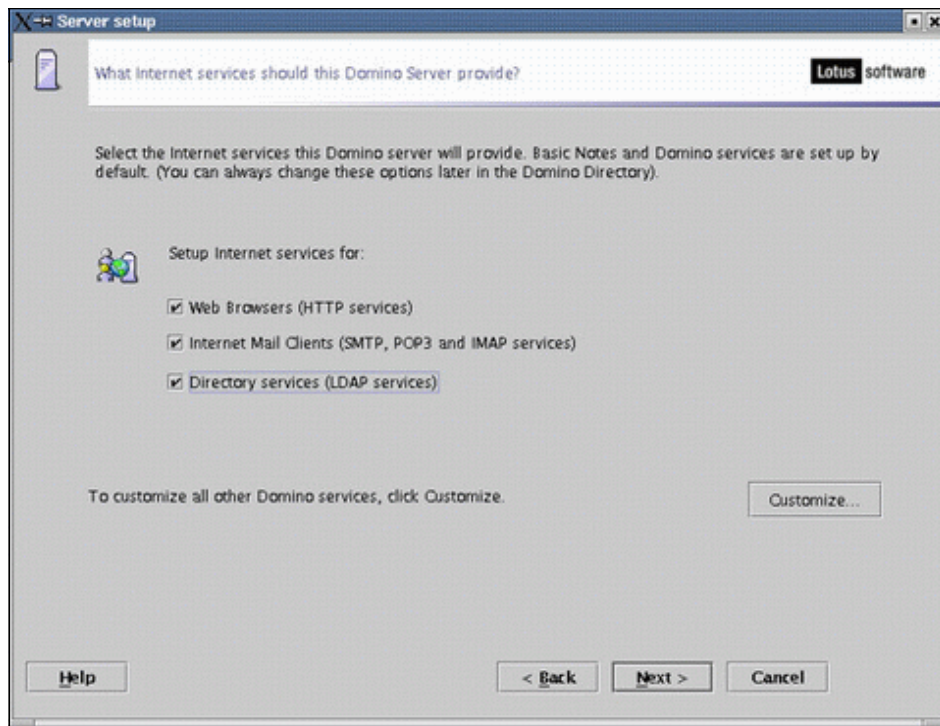 Server setup
What Internet services should this Domino Server provide?
Lotus software
Select the Internet services this Domino server will provide. Basic Notes and Domino services are set up by
default. (You can always change these options later in the Domino Directory).
Setup Internet services for:
Web Browsers (HTTP services)
Internet Mail Clients (SMTP, POP3 and IMAP services)
Directory services (LDAP services)
To customize all other Domino services, click Customize.
Customize...
Help
< Back
Next >
Cancel